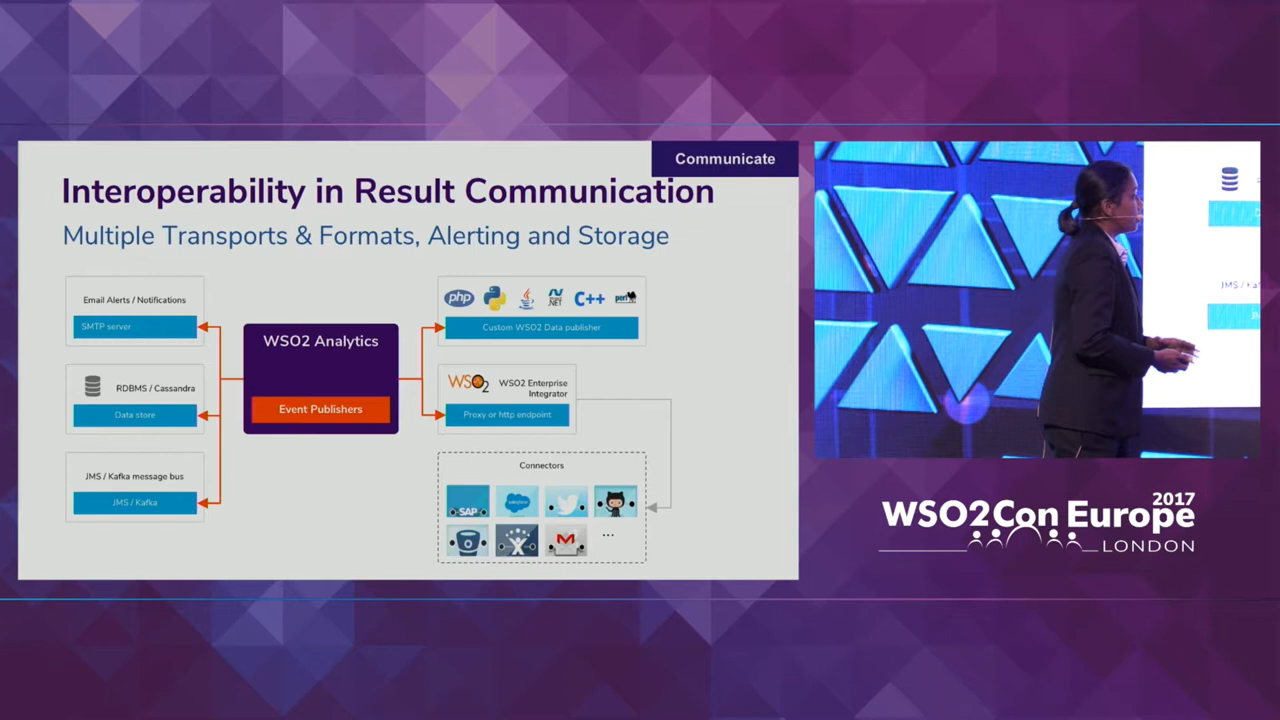 Communicate
Interoperability in Result Communication
Multiple Transports & Formats, Alerting and Storage
Email Alerts / Notifications
SMTP server
RDBMS / Cassandra
Data store
JMS / Kafka message bus
JMS / Kafka
WSO2 Analytics
Event Publishers
php
.NET
C++
perl
Custom WSO2 Data publisher
WSO2
WSO2 Enterprise
Integrator
Proxy or http endpoint
Connectors
SAP
salesforce
M
...
JMS / Kaf
WSO2Con Europe
2017
LONDON